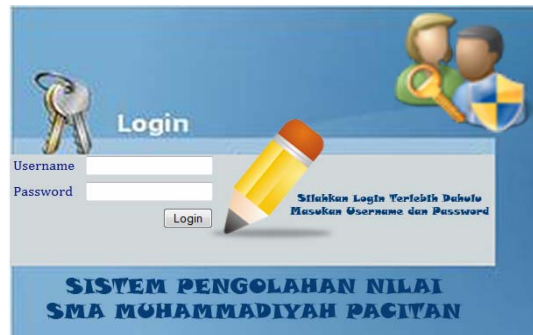 Login
Username
Password
Login
Silahkan Login Terlebih Dahulu
Masukan Username dan Password
SISTEM PENGOLAHAN NILAI
SMA MUHAMMADIYAH PACITAN